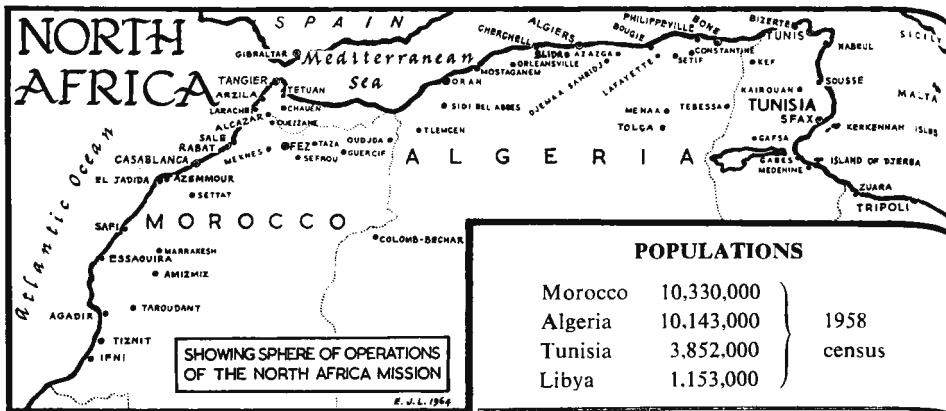 NORTH
AFRICA
SPAIN
GIBRALTAR
Mediterranean
Sea
Atlantic Ocean
TANGIER
TETUAN
ARZILA
CHAUEN
LARACHE
ALCAZAR
OUEZZANE
SALE
RABAT
CASABLANCA
MEKNES
FEZ
TAZA
SEFROU
GUERCIF
OUDJDA
EL JADIDA
AZEMMOUR
SETTAT
SAFI
MOROCCO
ESSAOUIRA
MARRAKESH
AMIZMIZ
AGADIR
TAROUDANT
TIZNIT
IFNI
CHERCHELL
ALGIERS
BLIDA
AZAZGA
ORLEANSVILLE
MOSTAGANEM
ORAN
SIDI BEL ABBES
TLEMCEN
DJEMAA SAHRIDJ
BOUGIE
LAFAYETTE
PHILIPPEVILLE
BONE
SETIF
CONSTANTINE
MENAA
TOLGA
TEBESSA
ALGERIA
COLOMB-BECHAR
BIZERTE
TUNIS
NABEUL
KEF
KAIROUAN
SOUSSE
TUNISIA
SFAX
KERKENNAH ISLES
GAFSA
GABES
MEDENINE
ISLAND OF DJERBA
ZUARA
TRIPOLI
SICILY
MALTA
SHOWING SPHERE OF OPERATIONS
OF THE NORTH AFRICA MISSION
E.J.L. 1964
POPULATIONS
Morocco 10,330,000
Algeria 10,143,000 1958
Tunisia 3,852,000 census
Libya 1.153,000